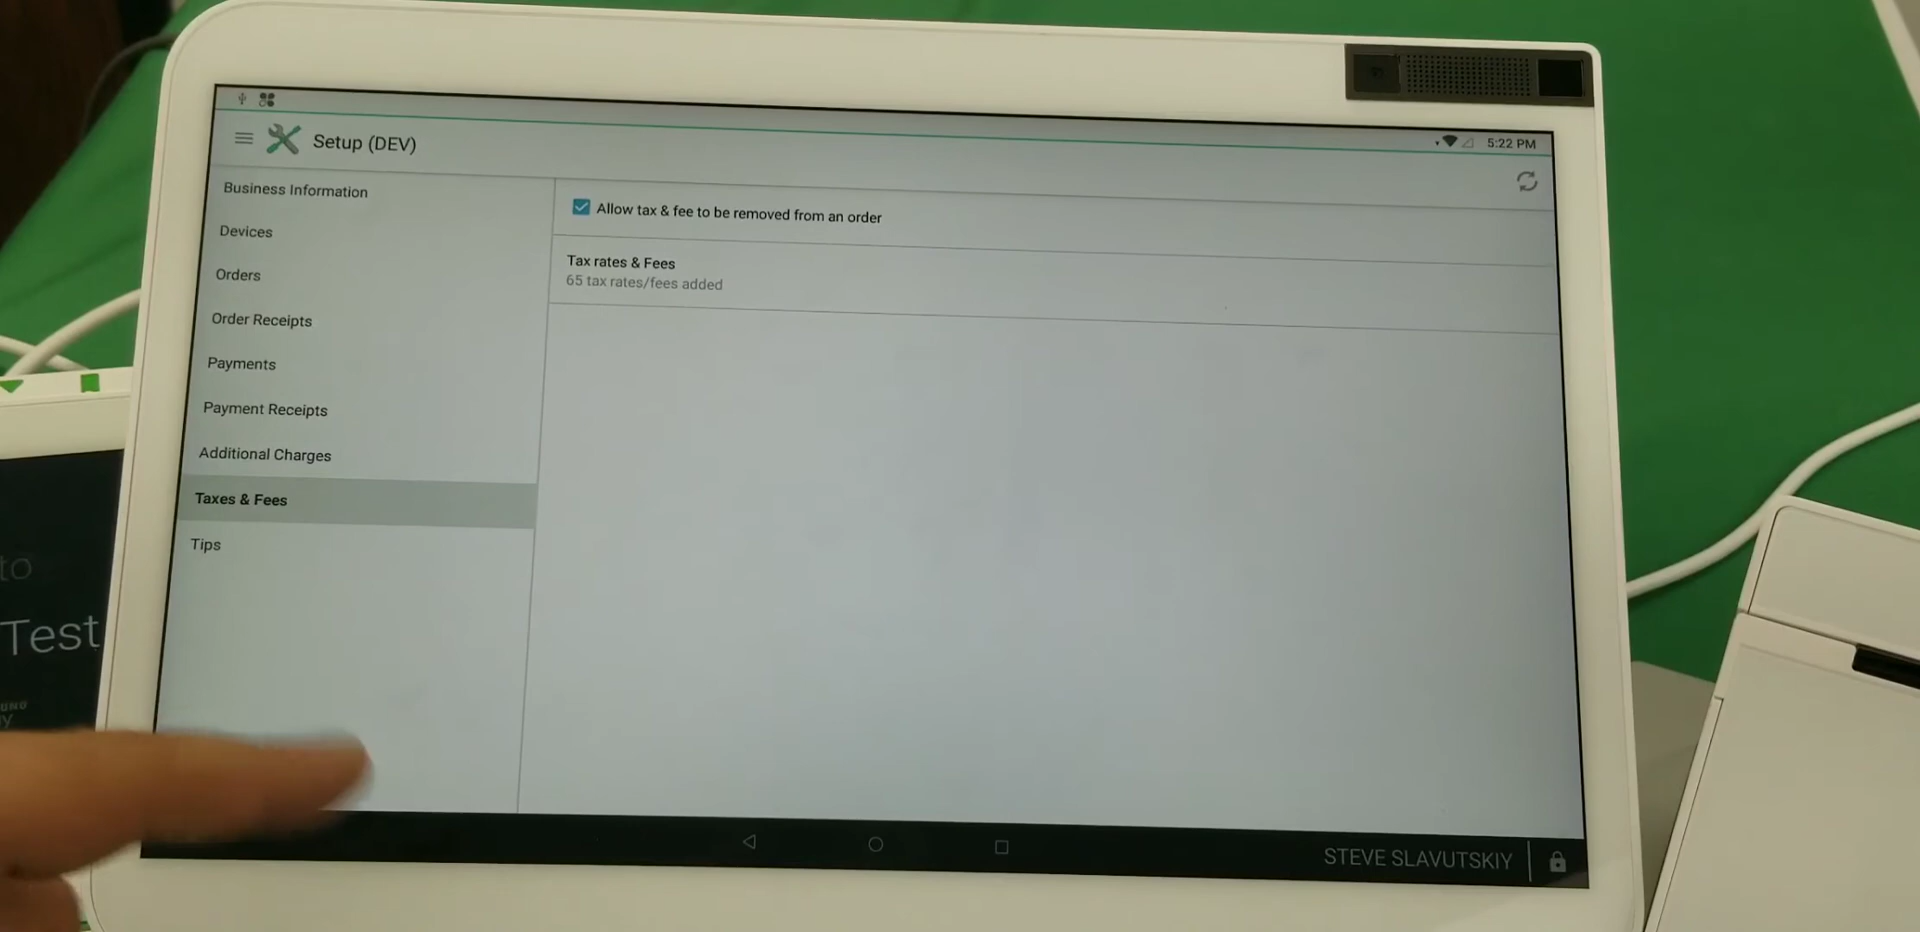 Setup (DEV)
5:22 PM
Business Information
Devices
Orders
Order Receipts
Payments
Payment Receipts
Additional Charges
Taxes & Fees
Tips
Allow tax & fee to be removed from an order
Tax rates & Fees
65 tax rates/fees added
to
Test
STEVE SLAVUTSKIY